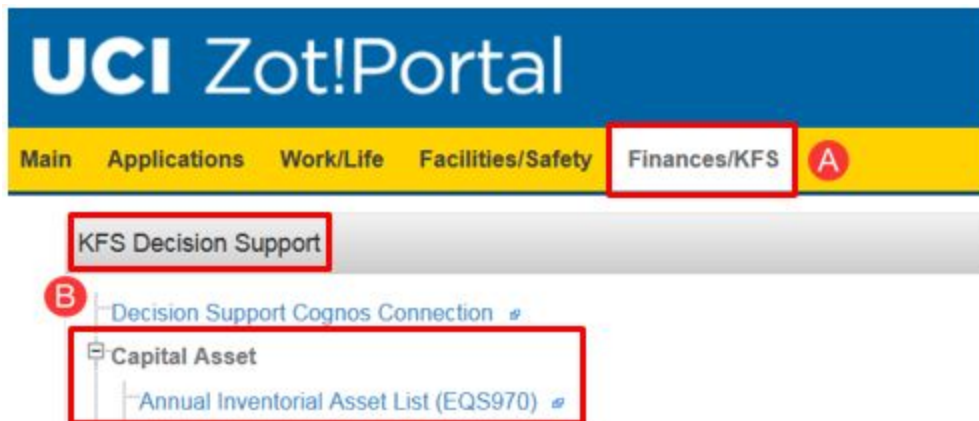 UCI Zot!Portal
Main Applications Work/Life Facilities/Safety Finances/KFS A
KFS Decision Support
B
Decision Support Cognos Connection
Capital Asset
Annual Inventorial Asset List (EQS970)